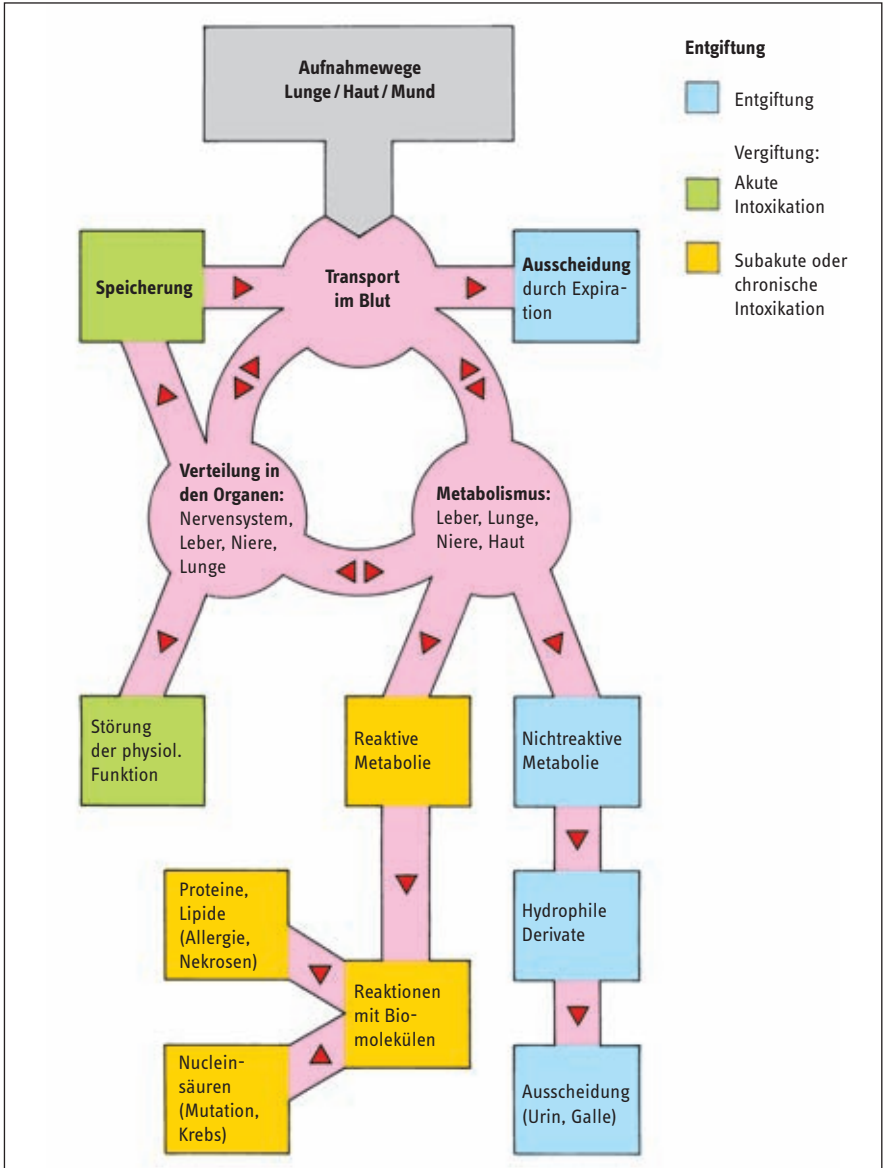 Aufnahmewege
Lunge / Haut / Mund
Entgiftung
Entgiftung
Vergiftung:
Akute
Intoxikation
Subakute oder
chronische
Intoxikation
Speicherung
Transport
im Blut
Ausscheidung
durch Expira-
tion
Verteilung in
den Organen:
Nervensystem,
Leber, Niere,
Lunge
Metabolismus:
Leber, Lunge,
Niere, Haut
Störung
der physiol.
Funktion
Reaktive
Metabolie
Nichtreaktive
Metabolie
Proteine,
Lipide
(Allergie,
Nekrosen)
Hydrophile
Derivate
Reaktionen
mit Bio-
molekülen
Nuclein-
säuren
(Mutation,
Krebs)
Ausscheidung
(Urin, Galle)